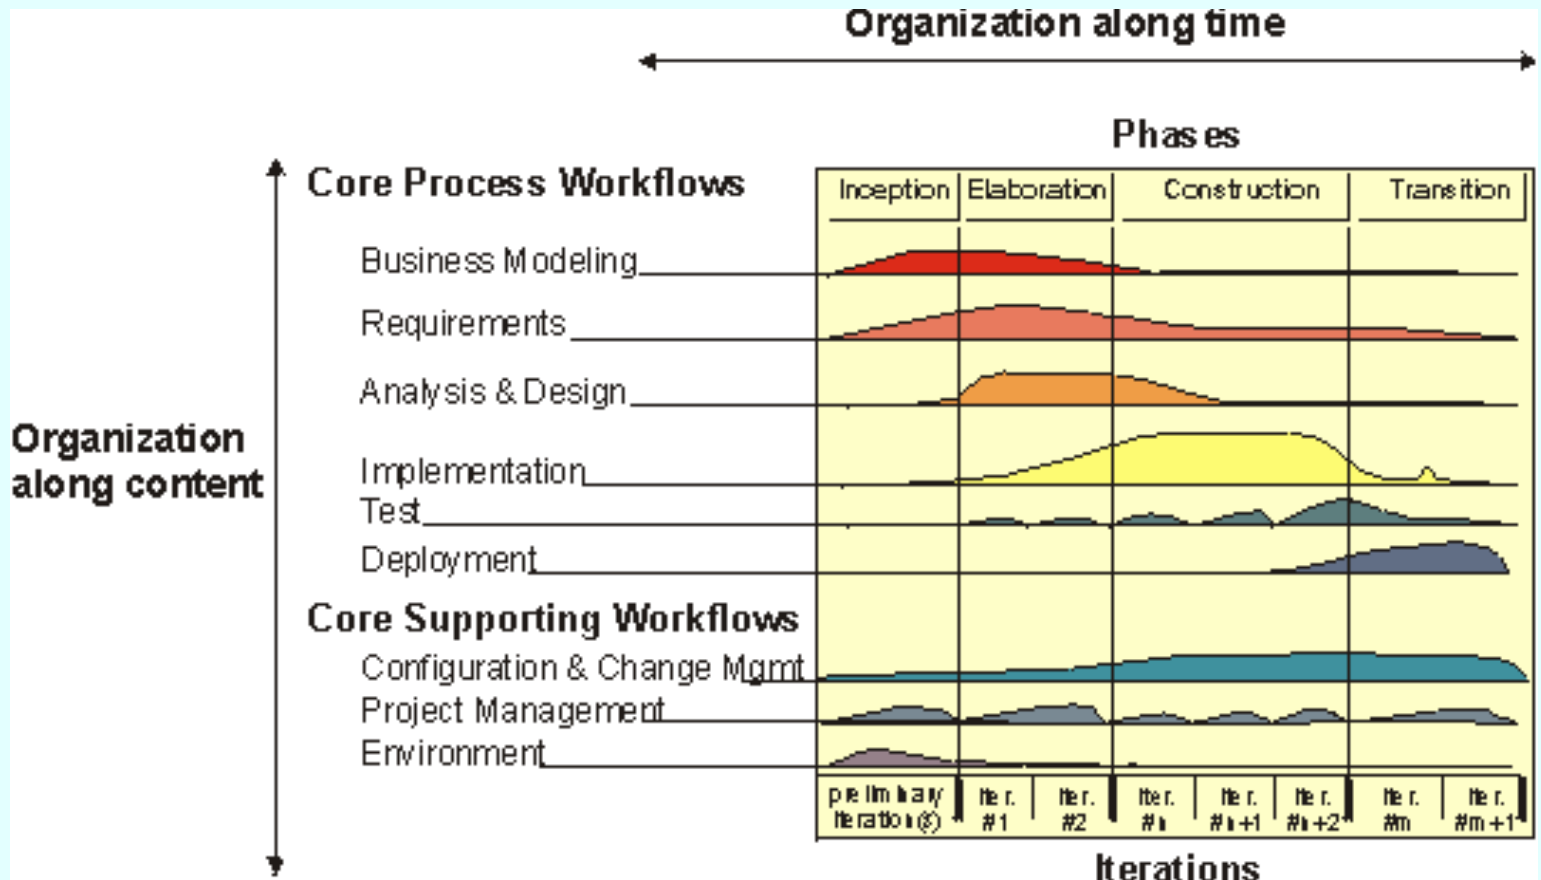 Organization along time
Phases
Core Process Workflows
Inception Elaboration Construction Transition
Business Modeling
Requirements
Analysis & Design
Organization
along content
Implementation
Test
Deployment
Core Supporting Workflows
Configuration & Change Mgmt
Project Management
Environment
preliminary
iteration(s)
Iter.
#1
Iter.
#2
Iter.
#n
Iter.
#n+1
Iter.
#n+2
Iter.
#m
Iter.
#m+1
Iterations